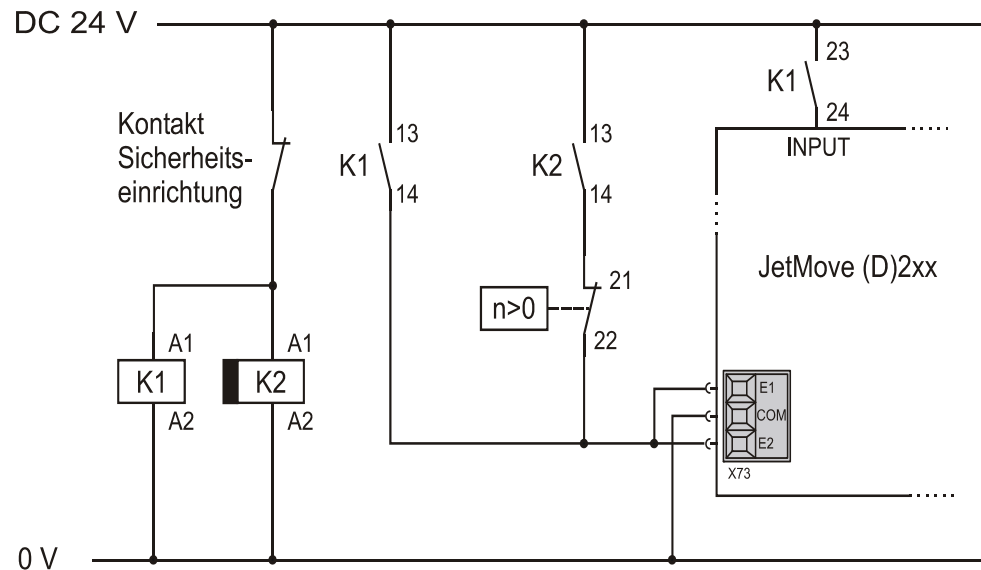 DC 24 V
23
K1
24
INPUT
Kontakt
Sicherheits-
einrichtung
13
K1
14
13
K2
14
JetMove (D)2xx
21
n>0
22
A1
K1
A2
A1
K2
A2
E1
COM
E2
X73
0 V